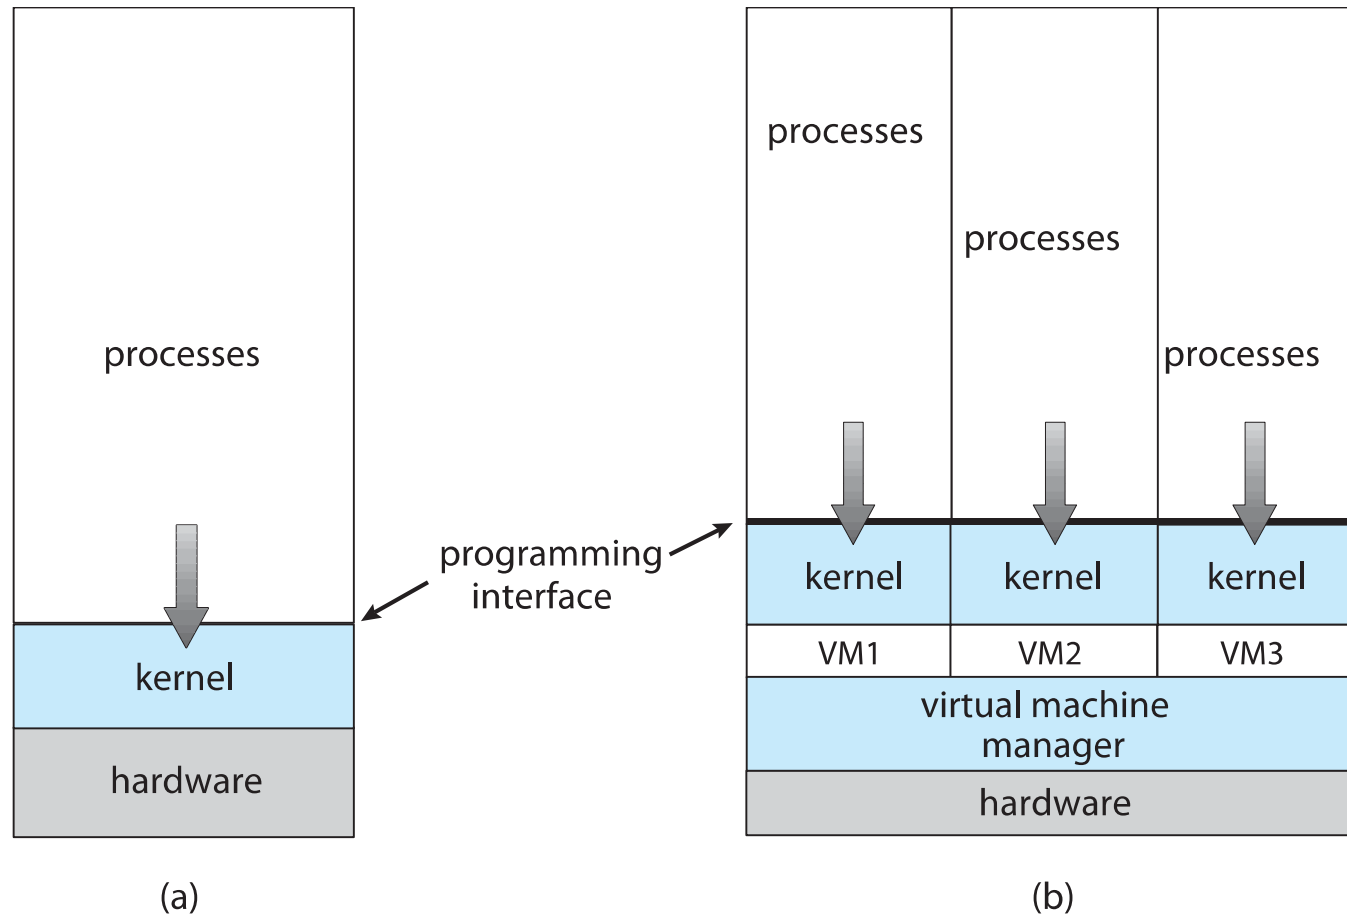 processes
kernel
hardware
(a)
programming
interface
processes
processes
processes
kernel
kernel
kernel
VM1
VM2
VM3
virtual machine
manager
hardware
(b)